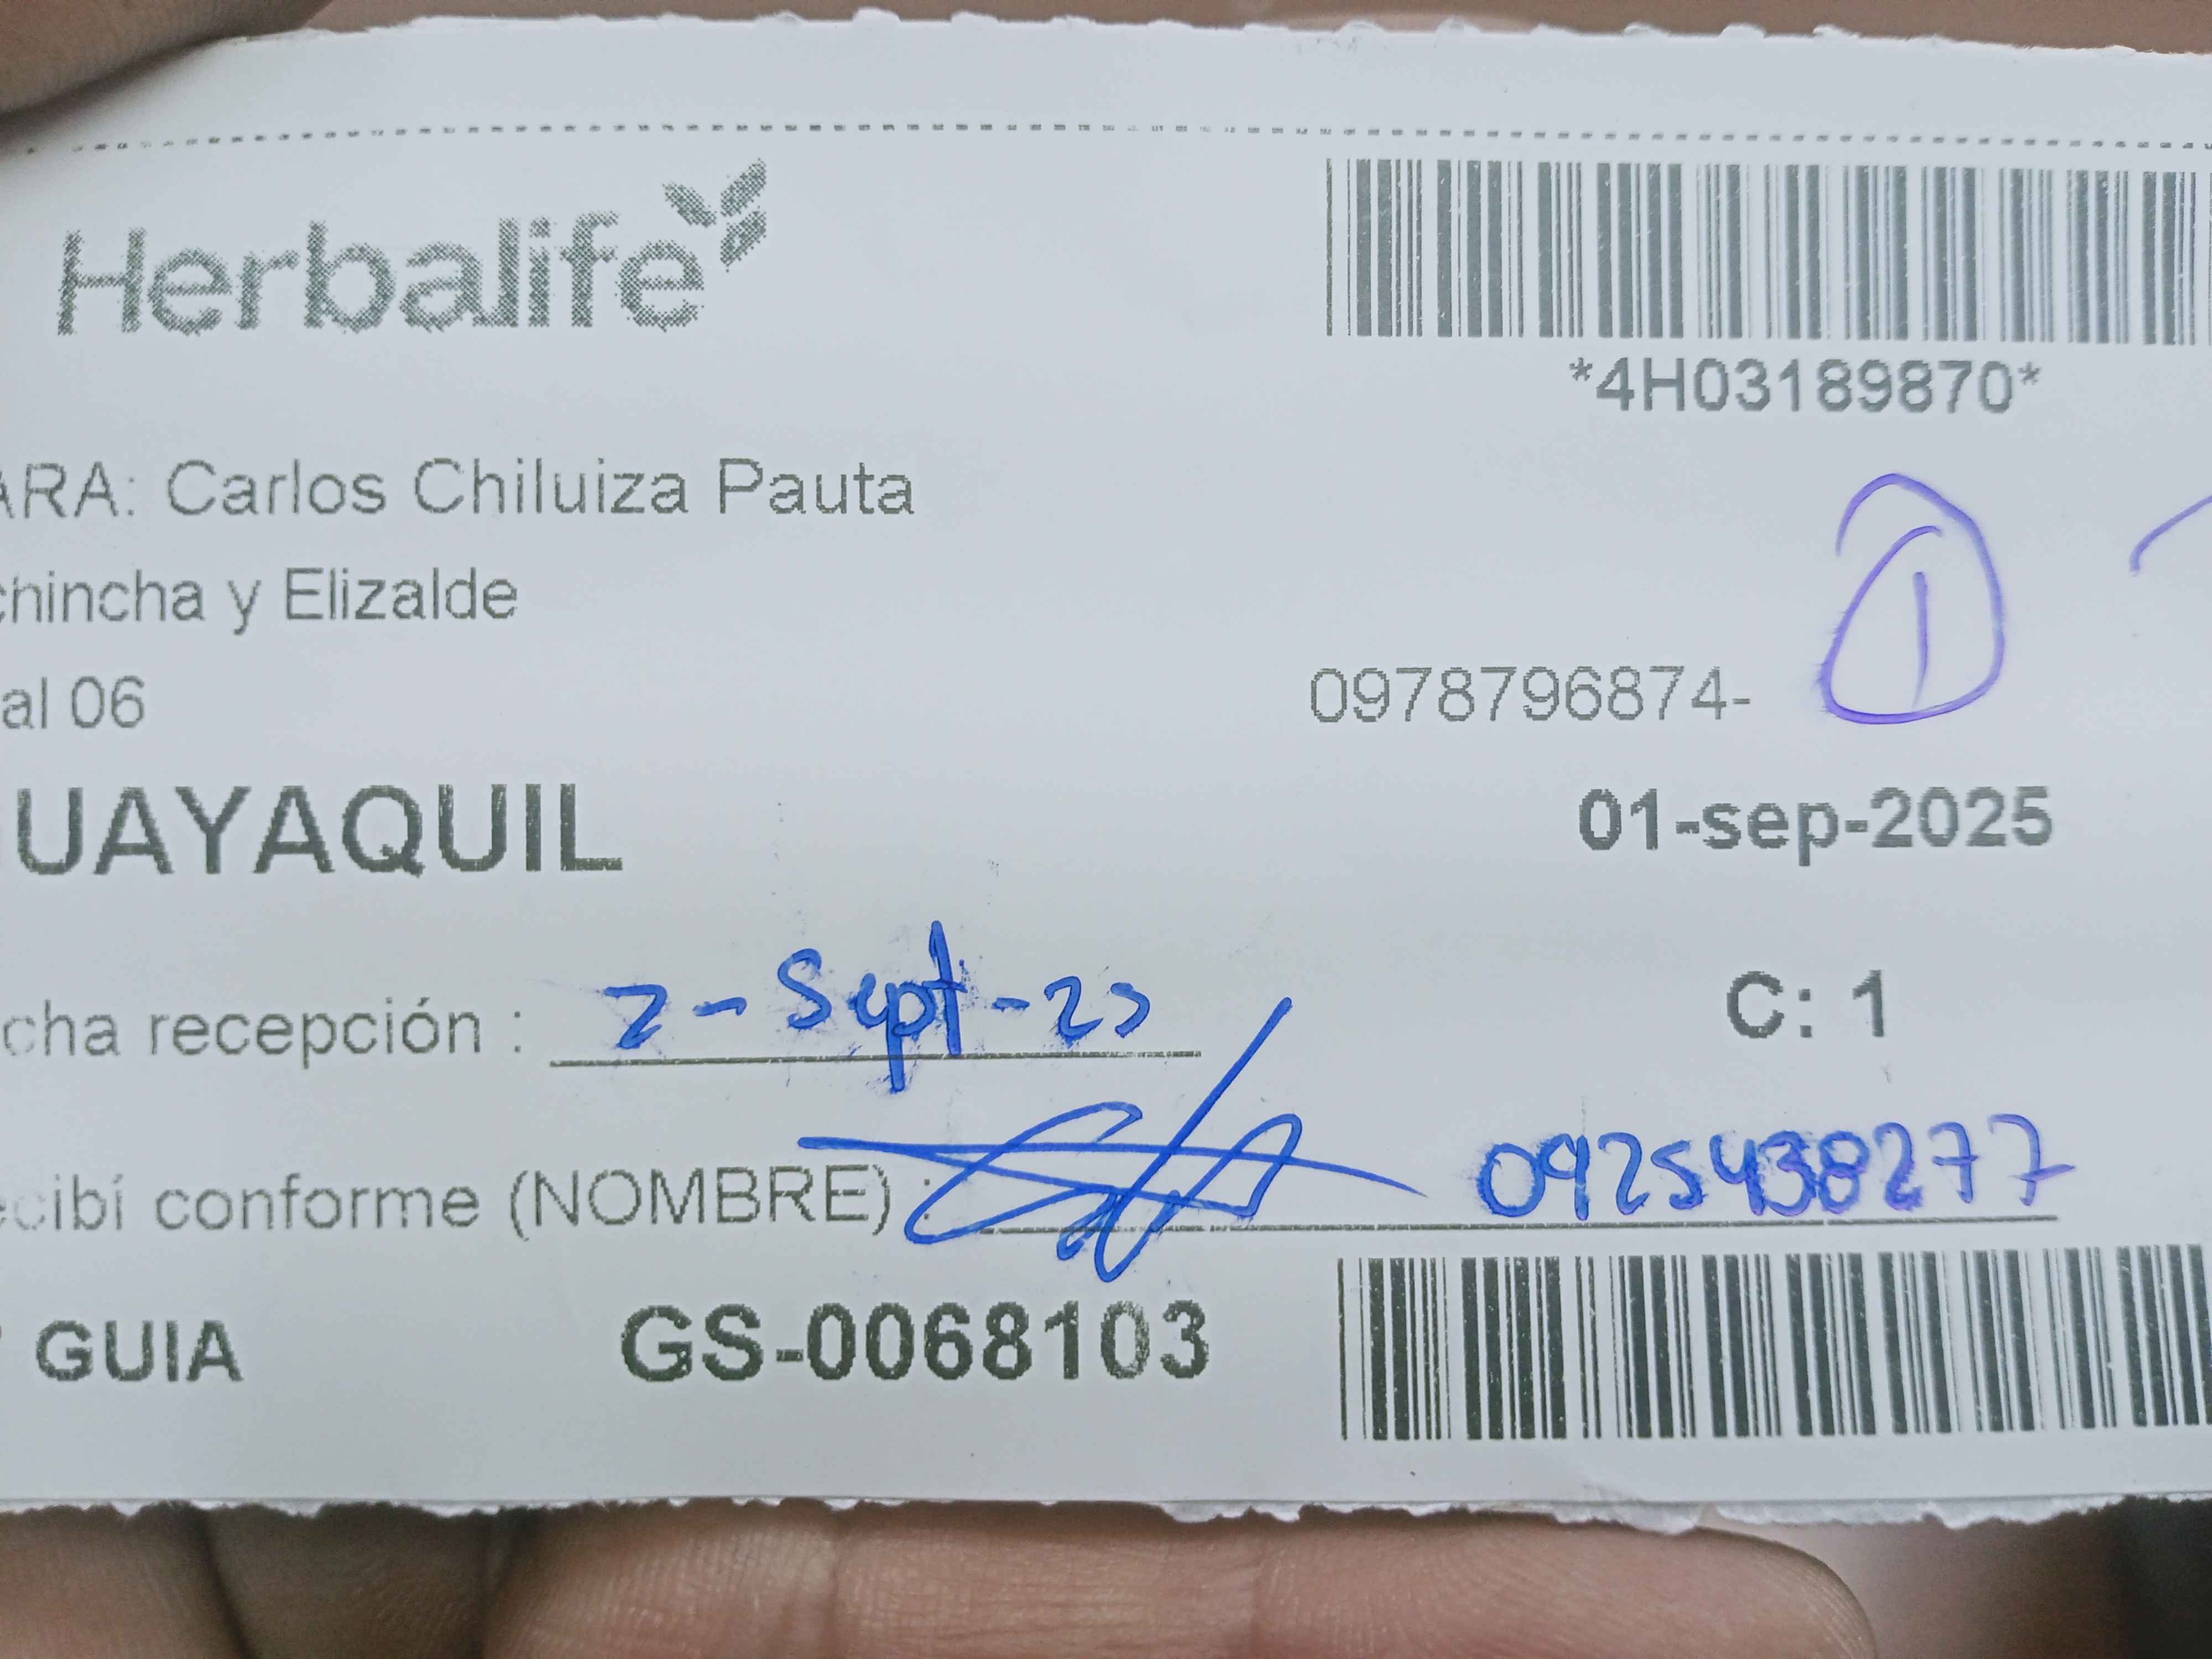 Herbalife
*4H03189870*
ARA: Carlos Chiluiza Pauta
chincha y Elizalde
al 06
0978796874-
1
UAYAQUIL
01-sep-2025
cha recepción : 2-Sept-25
C: 1
cibí conforme (NOMBRE) : 0925438277
GUIA GS-0068103